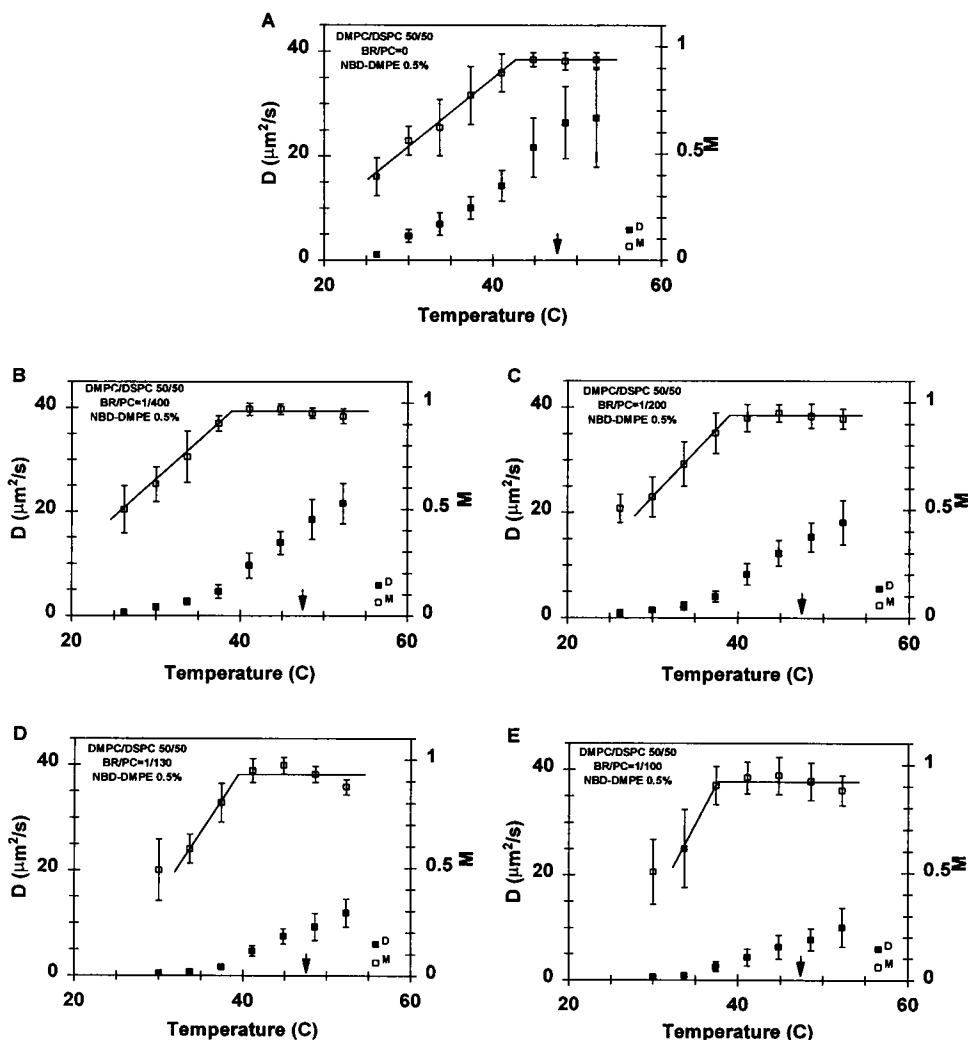 A
DMPC/DSPC 50/50
BR/PC=0
NBD-DMPE 0.5%
40
20
0
D (μm²/s)
1
0.5
0
M
D
M
20
40
60
Temperature (C)
B
DMPC/DSPC 50/50
BR/PC=1/400
NBD-DMPE 0.5%
40
20
0
D (μm²/s)
1
0.5
0
M
D
M
20
40
60
Temperature (C)
C
DMPC/DSPC 50/50
BR/PC=1/200
NBD-DMPE 0.5%
40
20
0
D (μm²/s)
1
0.5
0
M
D
M
20
40
60
Temperature (C)
D
DMPC/DSPC 50/50
BR/PC=1/130
NBD-DMPE 0.5%
40
20
0
D (μm²/s)
1
0.5
0
M
D
M
20
40
60
Temperature (C)
E
DMPC/DSPC 50/50
BR/PC=1/100
NBD-DMPE 0.5%
40
20
0
D (μm²/s)
1
0.5
0
M
D
M
20
40
60
Temperature (C)